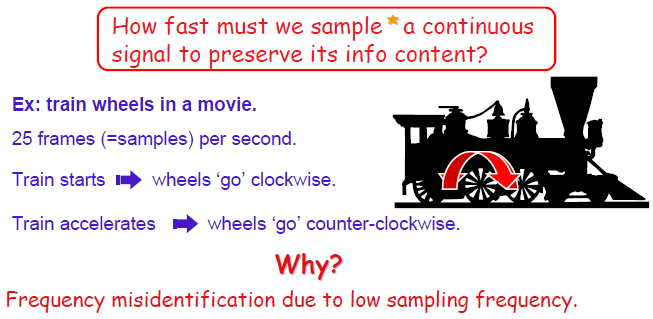 How fast must we sample * a continuous
signal to preserve its info content?
Ex: train wheels in a movie.
25 frames (=samples) per second.
Train starts ➠ wheels ‘go’ clockwise.
Train accelerates ➠ wheels ‘go’ counter-clockwise.
Why?
Frequency misidentification due to low sampling frequency.